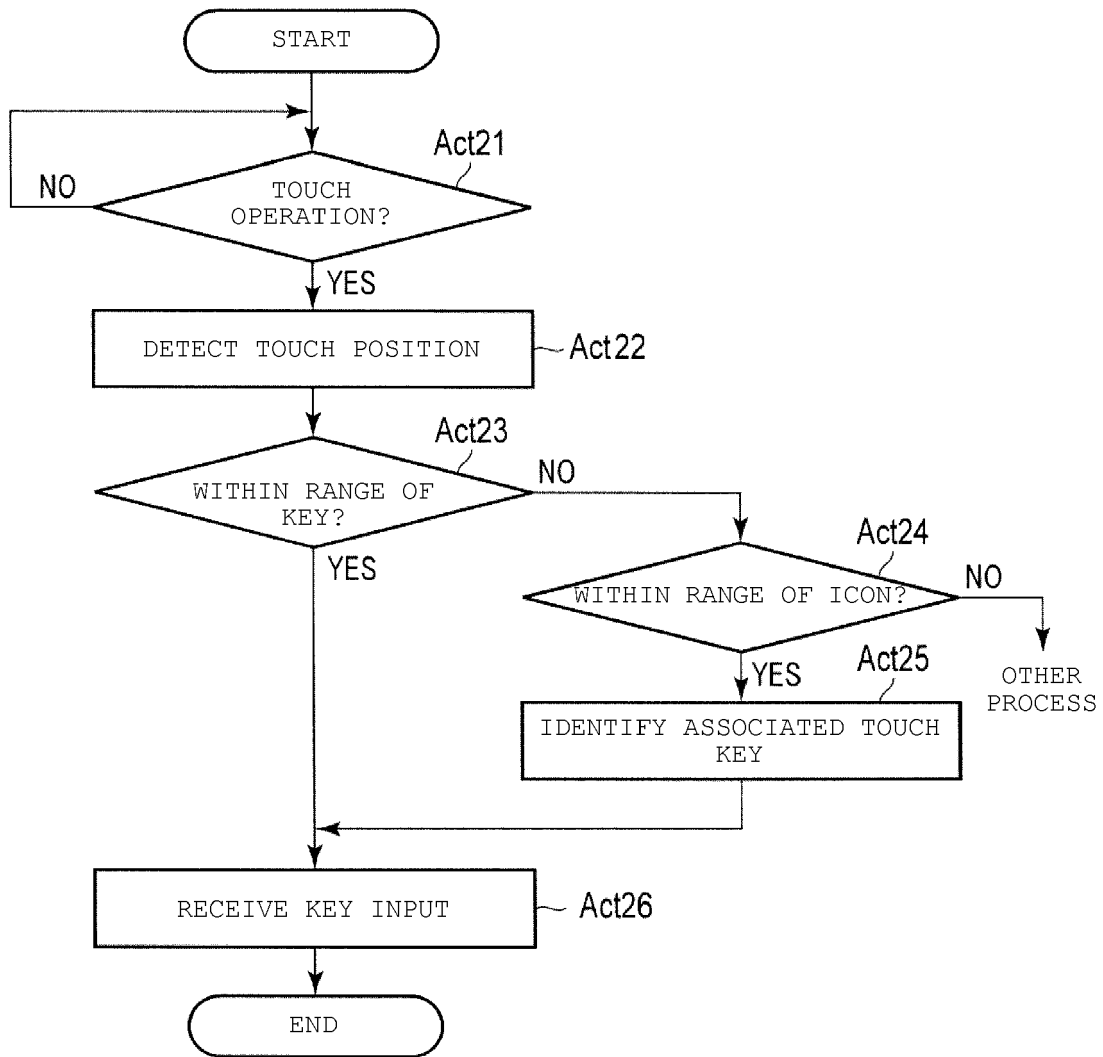 START
Act21
NO
TOUCH
OPERATION?
YES
DETECT TOUCH POSITION
Act22
Act23
WITHIN RANGE OF
KEY?
NO
YES
Act24
WITHIN RANGE OF ICON?
NO
YES
OTHER
PROCESS
Act25
IDENTIFY ASSOCIATED TOUCH
KEY
RECEIVE KEY INPUT
Act26
END